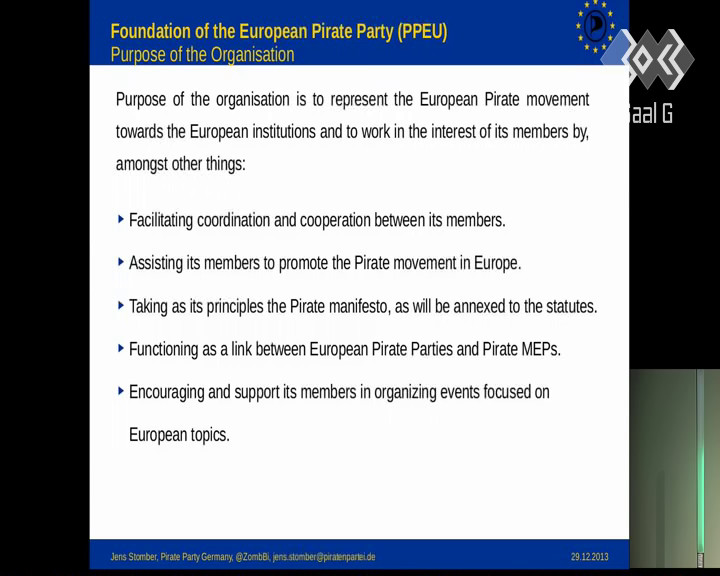 Foundation of the European Pirate Party (PPEU)
Purpose of the Organisation
Saal G
Purpose of the organisation is to represent the European Pirate movement
towards the European institutions and to work in the interest of its members by,
amongst other things:
Facilitating coordination and cooperation between its members.
Assisting its members to promote the Pirate movement in Europe.
Taking as its principles the Pirate manifesto, as will be annexed to the statutes.
Functioning as a link between European Pirate Parties and Pirate MEPs.
Encouraging and support its members in organizing events focused on
European topics.
Jens Stomber, Pirate Party Germany, @ZombBi, jens.stomber@piratenpartei.de
29.12.2013